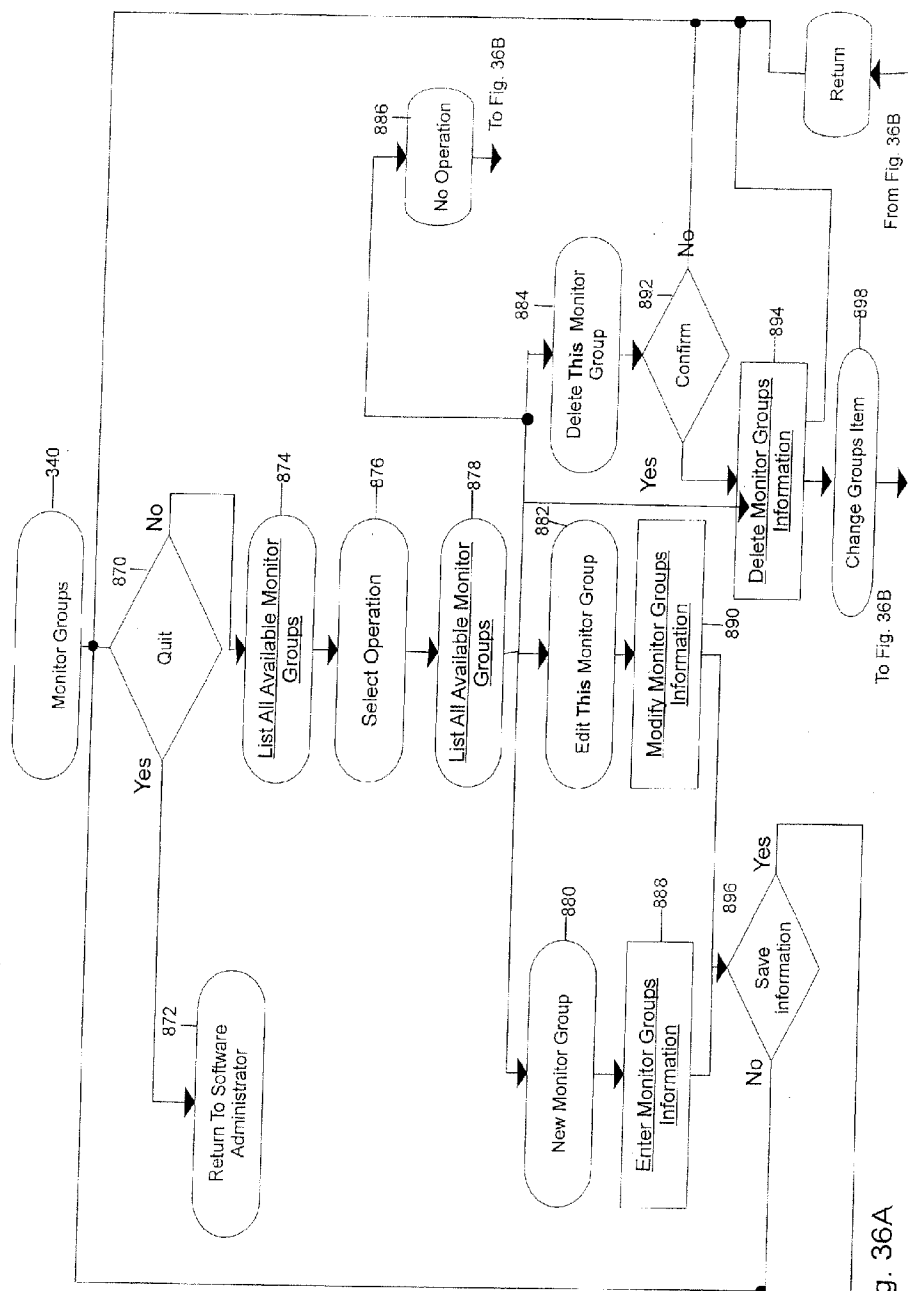 Monitor Groups
340
870
Quit
Yes
No
872
Return To Software
Administrator
List All Available Monitor
Groups
874
Select Operation
876
List All Available Monitor
Groups
878
886
No Operation
To Fig. 36B
880
New Monitor Group
882
Edit This Monitor Group
884
Delete This Monitor
Group
888
Enter Monitor Groups
Information
Modify Monitor Groups
Information
890
892
Confirm
Yes
No
894
Delete Monitor Groups
Information
896
Save
information
No
Yes
898
Change Groups Item
To Fig. 36B
Return
From Fig. 36B
g. 36A